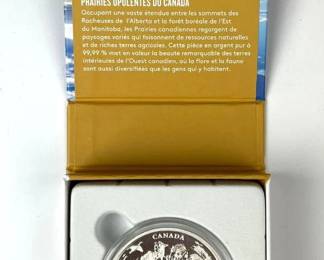 PRAIRIES OPULENTES DU CANADA
Occupant une vaste étendue entre les sommets des
Rocheuses de l'Alberta et la forêt boréale de l'Est
du Manitoba, les Prairies canadiennes regorgent de
paysages variés qui foisonnent de ressources naturelles
et de riches terres agricoles. Cette pièce en argent pur à
99,99 % met en valeur la beauté remarquable des terres
intérieures de l'Ouest canadien, où la flore et la faune
sont aussi diversifiées que les gens qui y habitent.
CANADA